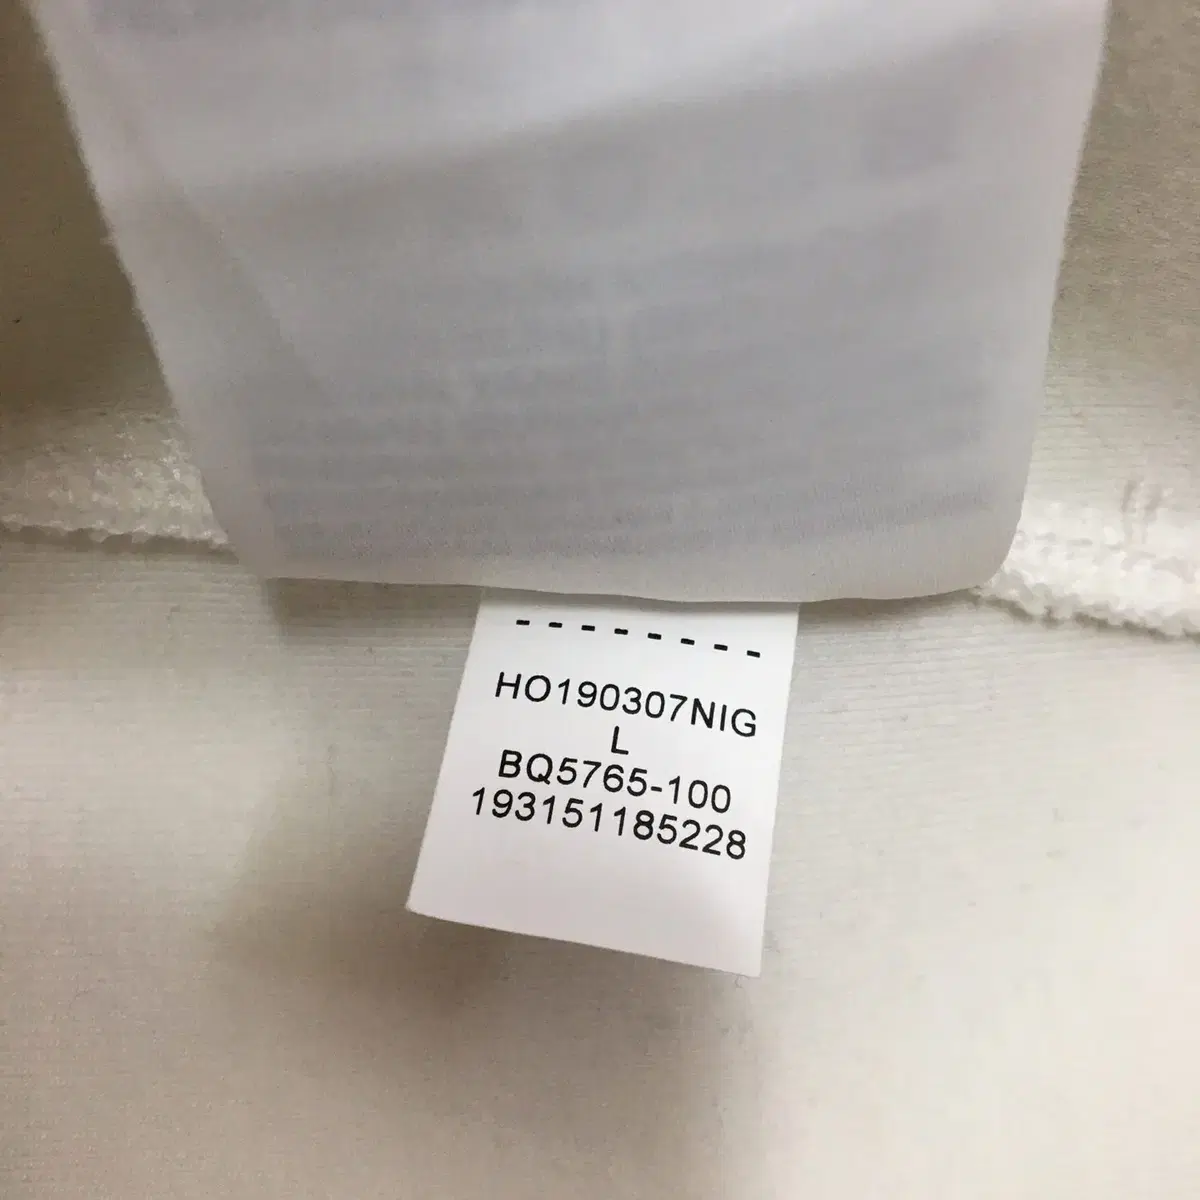 --------
HO190307NIG
L
BQ5765-100
193151185228